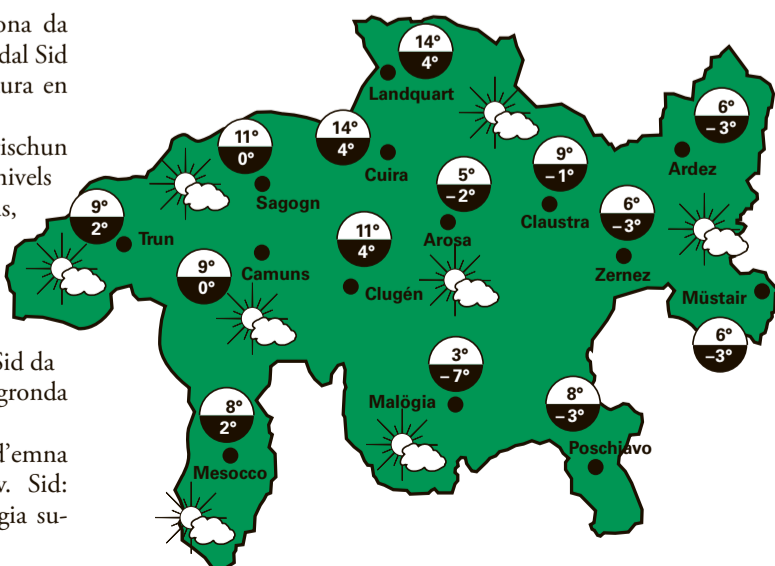 ona da
dal Sid
ura en
ischun
nivels
s,
Sid da
gronda
d'emna
v. Sid:
gia su-
14°
4°
Landquart
14°
4°
Cuira
11°
0°
Sagogn
9°
2°
Trun
9°
0°
Camuns
11°
4°
Clugén
5°
–2°
Arosa
9°
–1°
Claustra
6°
–3°
Ardez
6°
–3°
Zernez
Müstair
6°
–3°
3°
–7°
Malögia
8°
–3°
Poschiavo
8°
2°
Mesocco